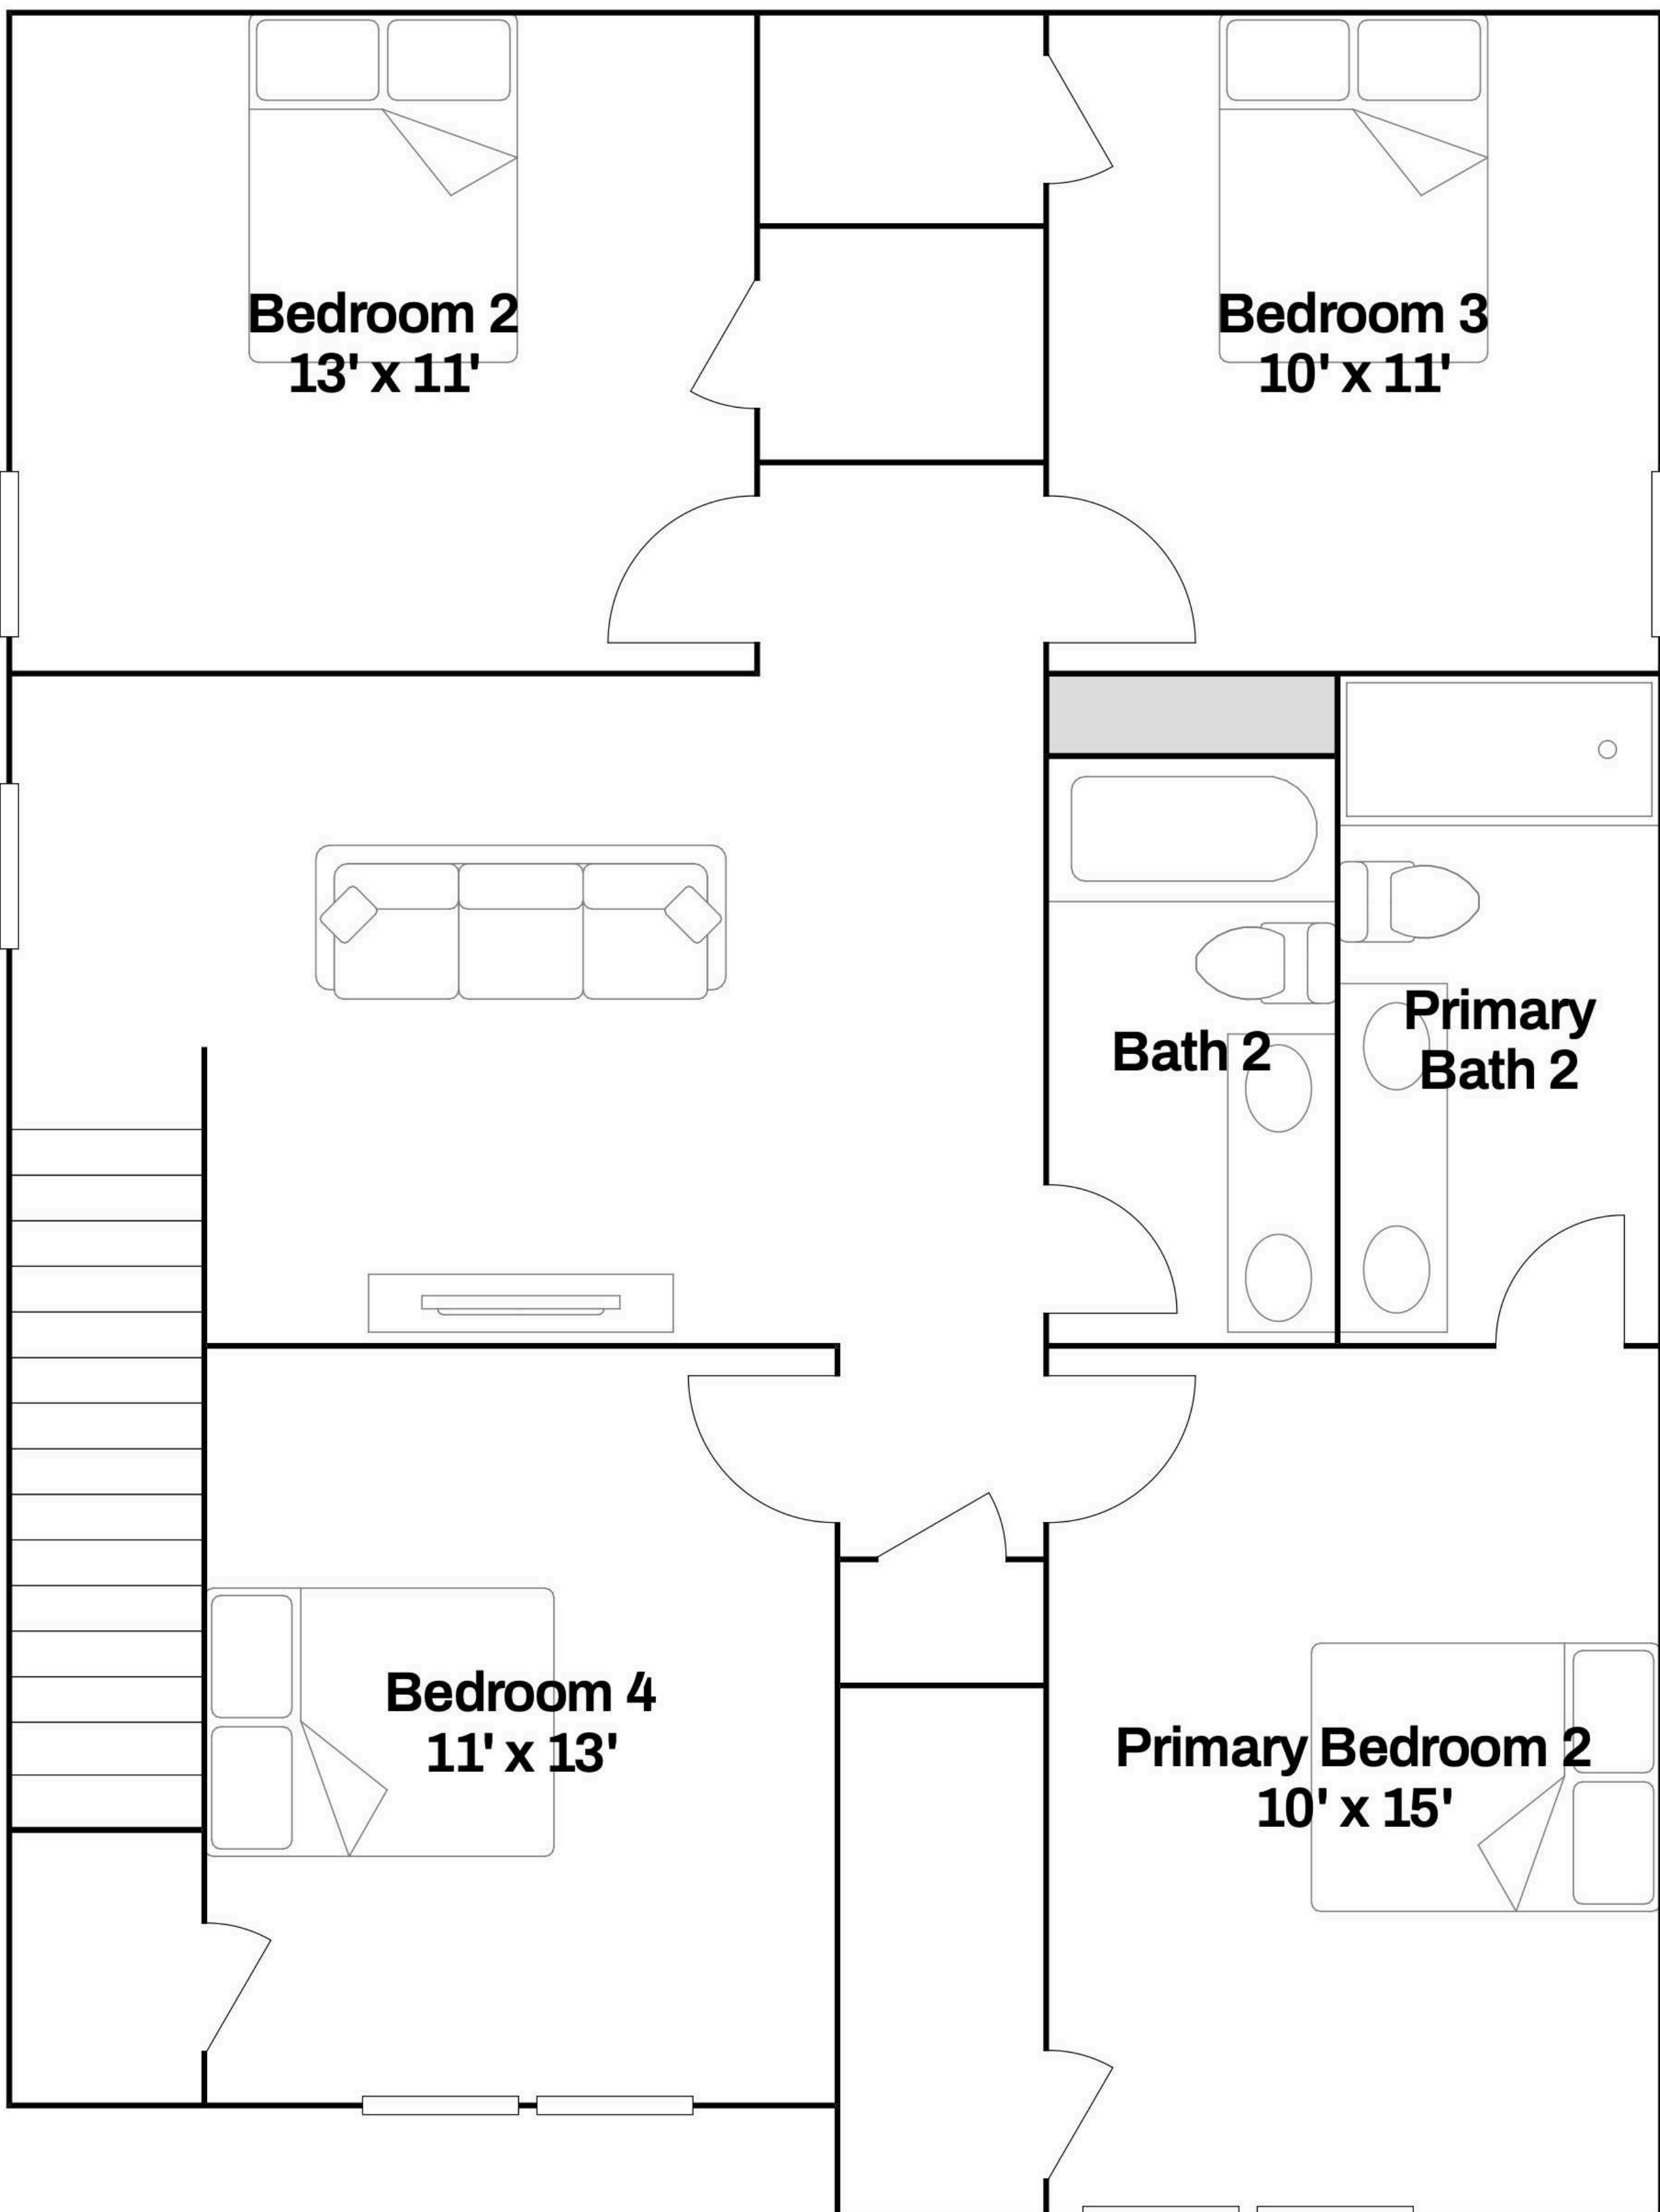 Bedroom 2
13' x 11'
Bedroom 3
10' x 11'
Bath 2
Primary
Bath 2
Bedroom 4
11' x 13'
Primary Bedroom 2
10' x 15'